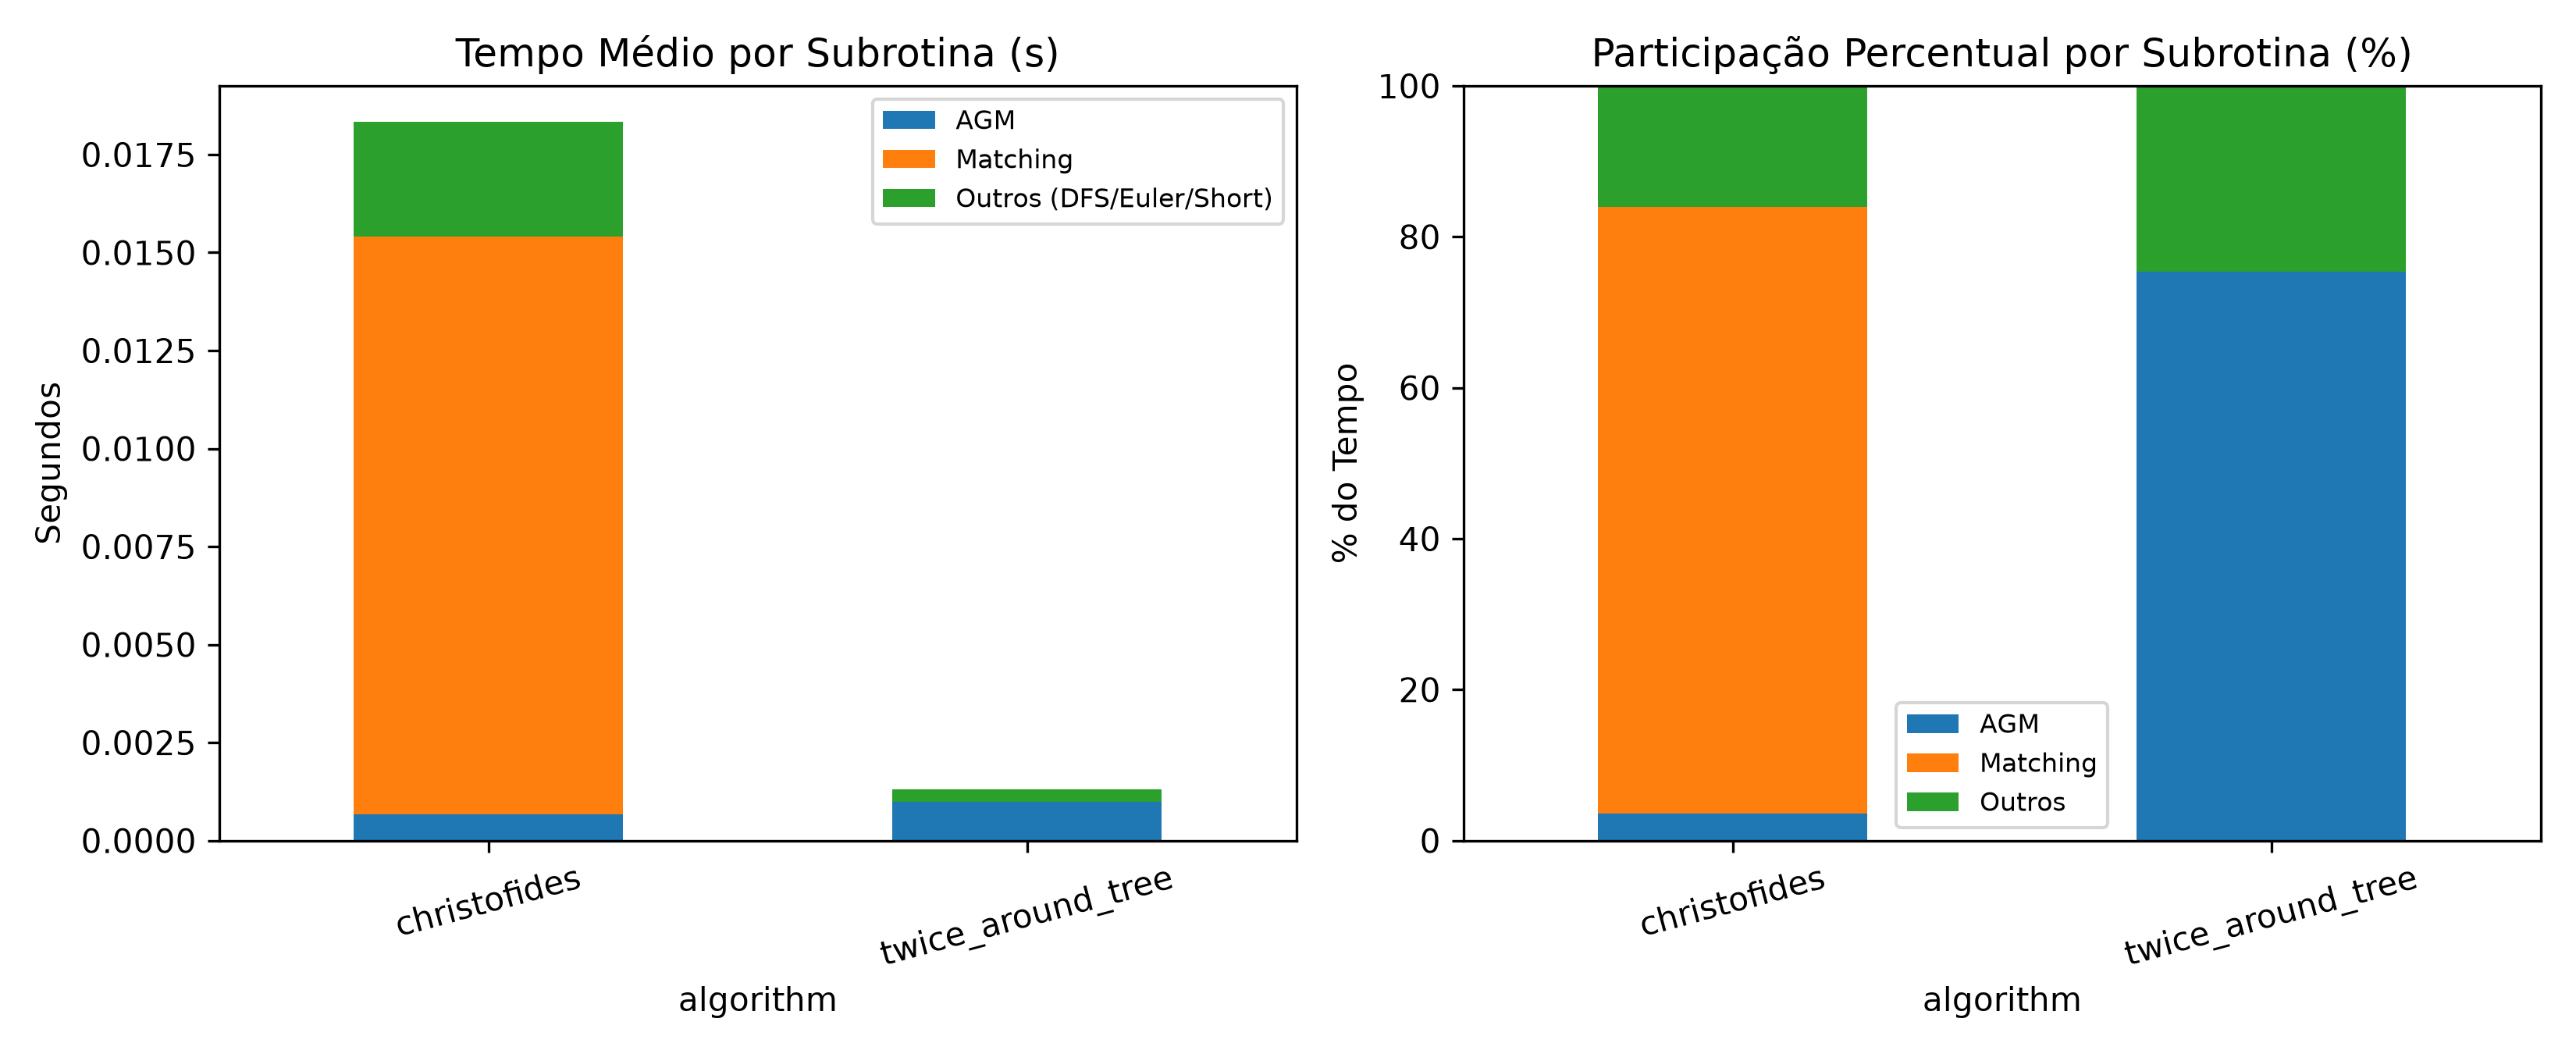 Tempo Médio por Subrotina (s)
Segundos
0.0175
0.0150
0.0125
0.0100
0.0075
0.0050
0.0025
0.0000
AGM
Matching
Outros (DFS/Euler/Short)
christofides
twice_around_tree
algorithm
Participação Percentual por Subrotina (%)
% do Tempo
100
80
60
40
20
0
AGM
Matching
Outros
christofides
twice_around_tree
algorithm